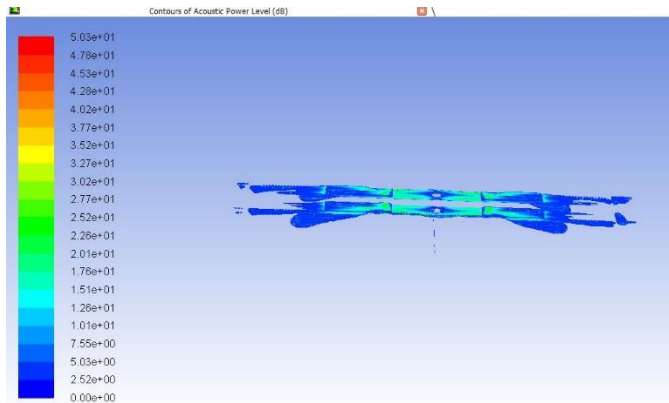 Contours of Acoustic Power Level (dB)
5.03e+01
4.78e+01
4.53e+01
4.28e+01
4.02e+01
3.77e+01
3.52e+01
3.27e+01
3.02e+01
2.77e+01
2.52e+01
2.26e+01
2.01e+01
1.76e+01
1.51e+01
1.26e+01
1.01e+01
7.55e+00
5.03e+00
2.52e+00
0.00e+00